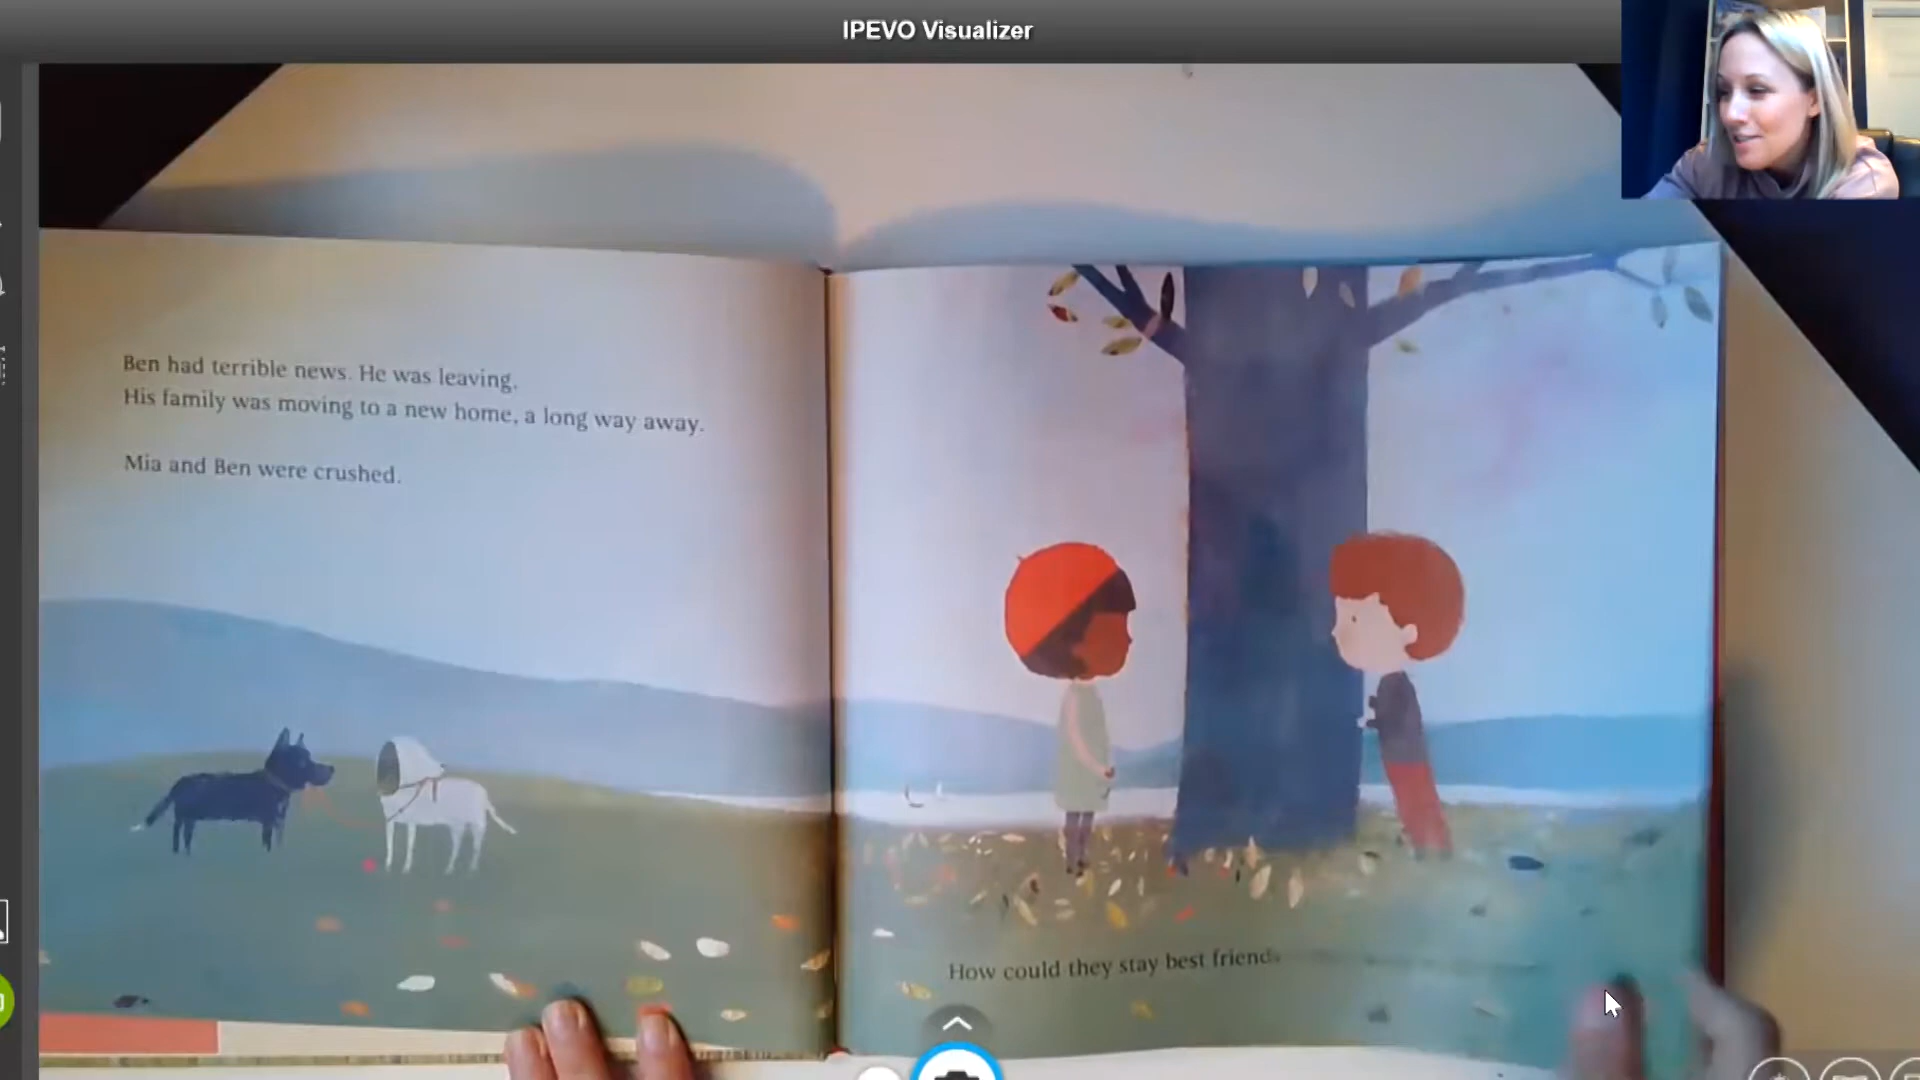 IPEVO Visualizer
Ben had terrible news. He was leaving.
His family was moving to a new home, a long way away.
Mia and Ben were crushed.
How could they stay best friends